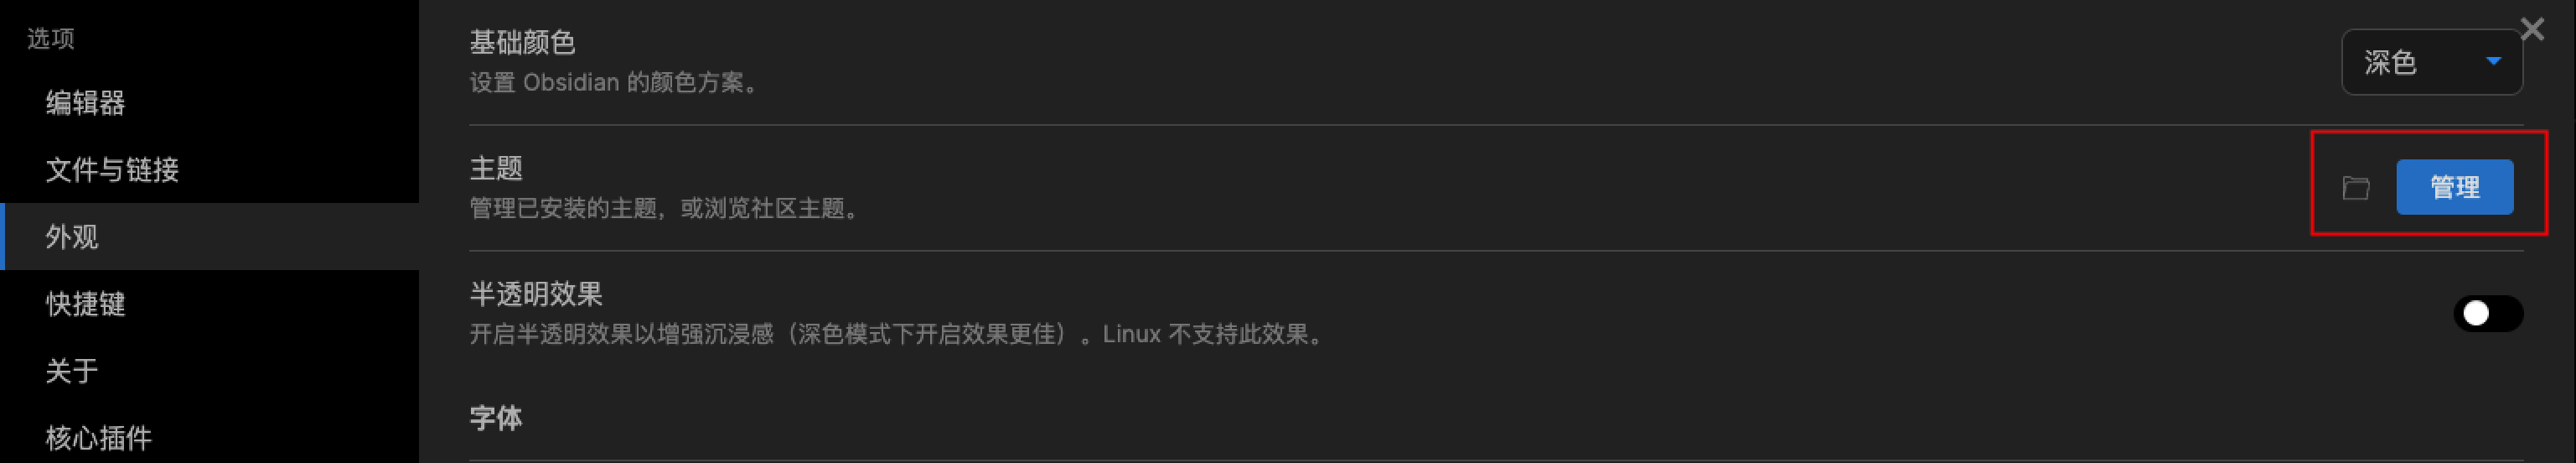 选项
编辑器
文件与链接
外观
快捷键
关于
核心插件
基础颜色
设置 Obsidian 的颜色方案。
深色
主题
管理已安装的主题，或浏览社区主题。
管理
半透明效果
开启半透明效果以增强沉浸感（深色模式下开启效果更佳）。Linux 不支持此效果。
字体